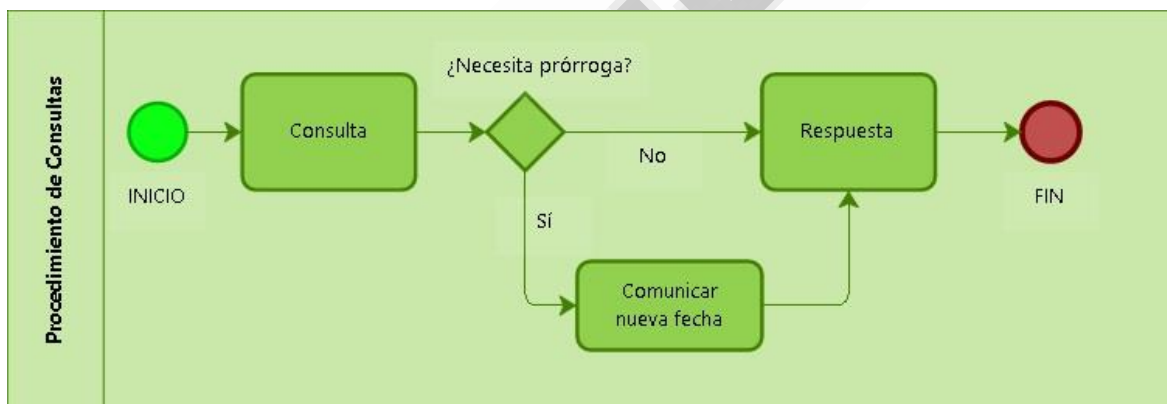 Procedimiento de Consultas
INICIO
Consulta
¿Necesita prórroga?
No
Sí
Comunicar
nueva fecha
Respuesta
FIN